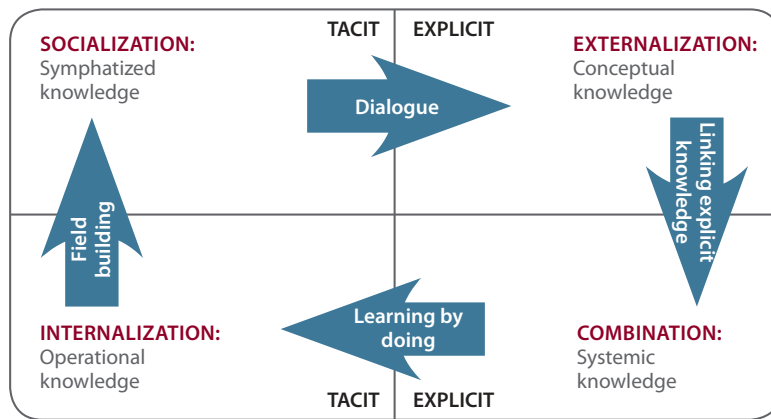 TACIT EXPLICIT
SOCIALIZATION:
Symphatized
knowledge
EXTERNALIZATION:
Conceptual
knowledge
Dialogue
Linking explicit
knowledge
Field
building
Learning by
doing
INTERNALIZATION:
Operational
knowledge
COMBINATION:
Systemic
knowledge
TACIT EXPLICIT